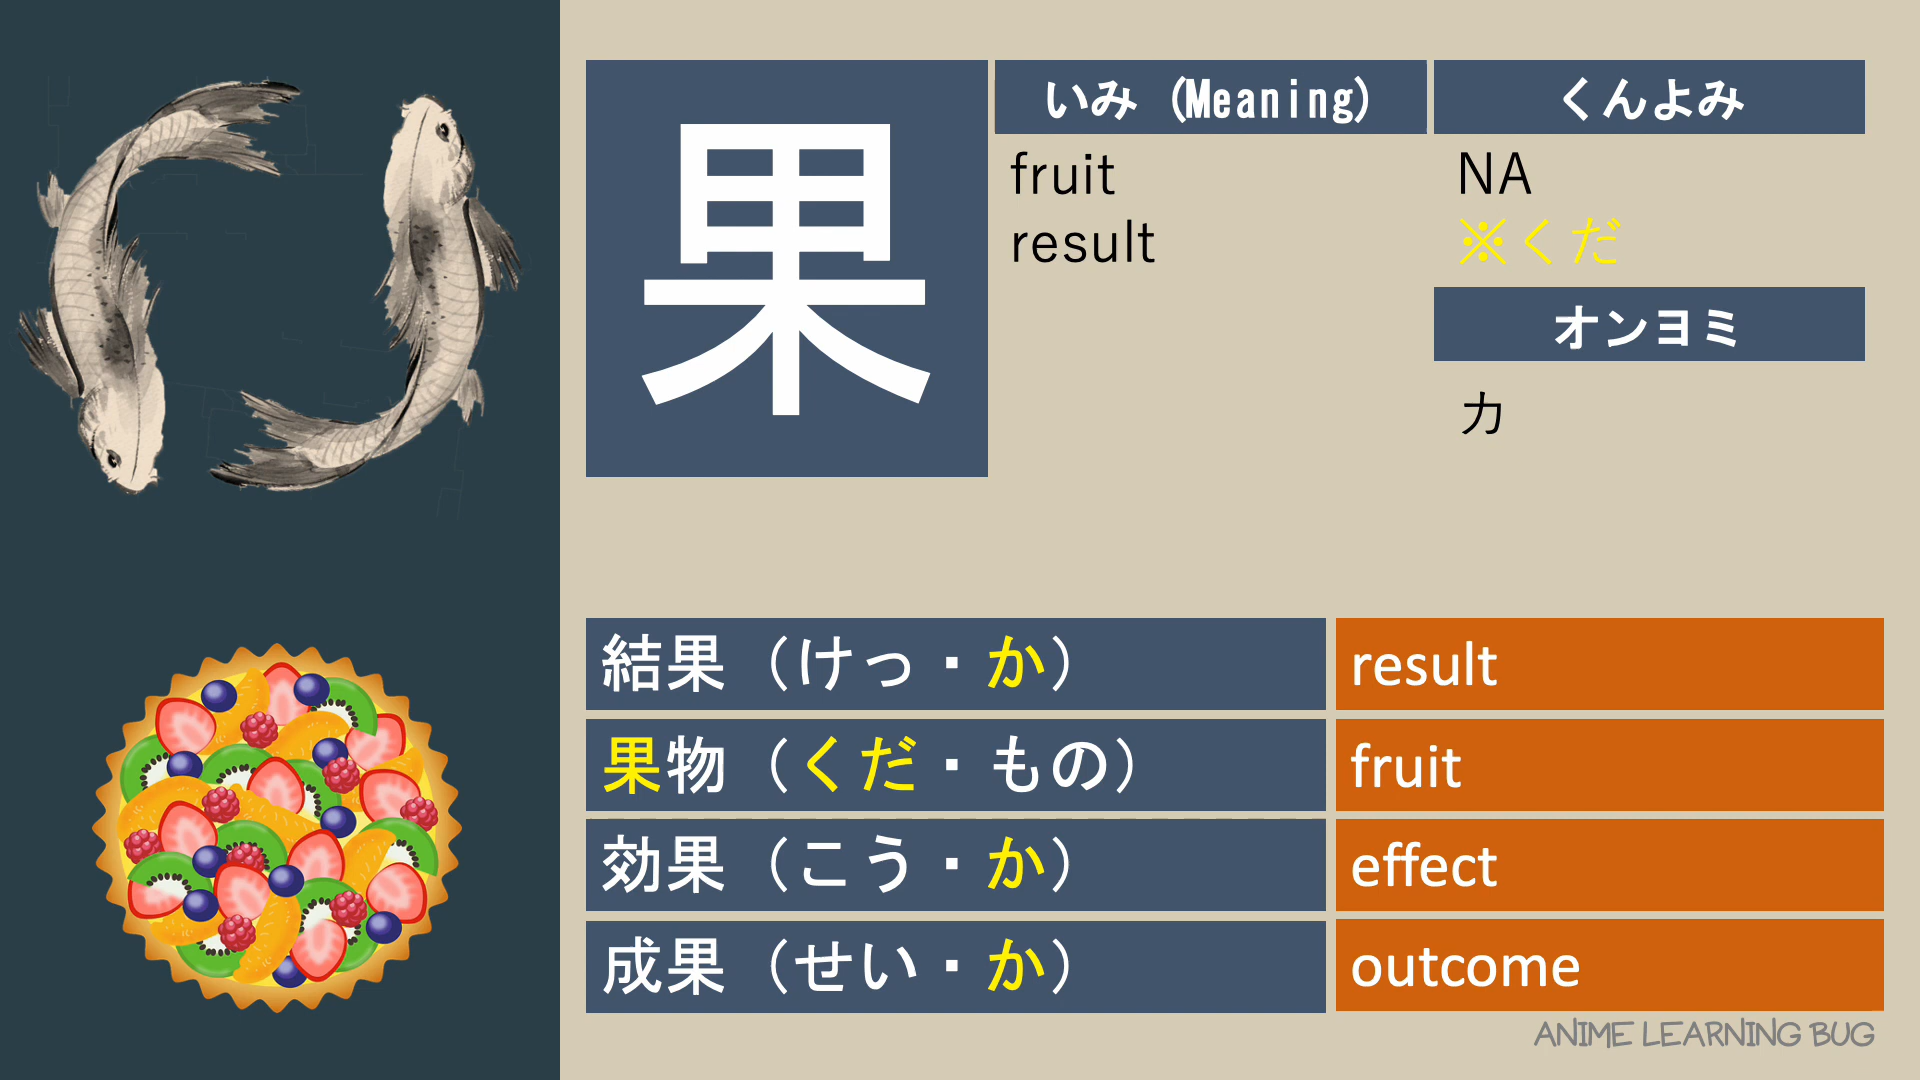 果
いみ (Meaning)
fruit
result
くんよみ
NA
※くだ
オンヨミ
カ
結果（けっ・か） result
果物（くだ・もの） fruit
効果（こう・か） effect
成果（せい・か） outcome
ANIME LEARNING BUG